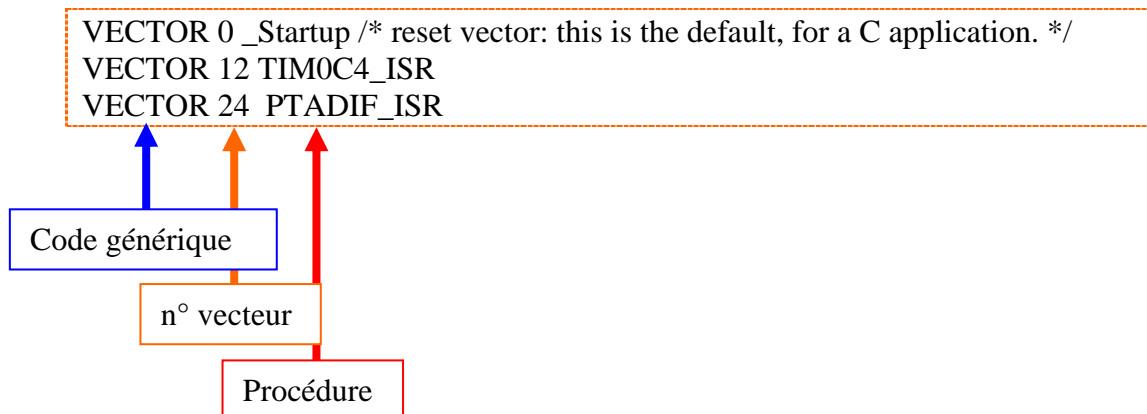 VECTOR 0 _Startup /* reset vector: this is the default, for a C application. */
VECTOR 12 TIM0C4_ISR
VECTOR 24  PTADIF_ISR
Code générique
n° vecteur
Procédure